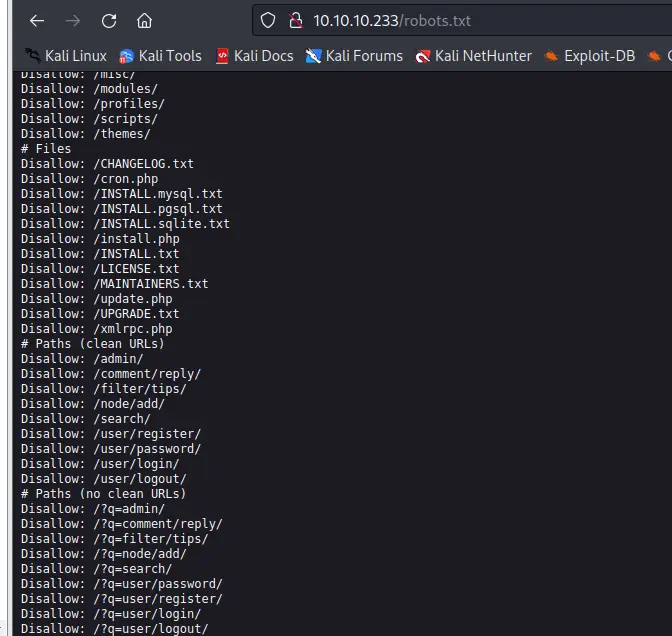 10.10.10.233/robots.txt
Kali Linux Kali Tools Kali Docs Kali Forums Kali NetHunter Exploit-DB
Disallow: /misc/
Disallow: /modules/
Disallow: /profiles/
Disallow: /scripts/
Disallow: /themes/
# Files
Disallow: /CHANGELOG.txt
Disallow: /cron.php
Disallow: /INSTALL.mysql.txt
Disallow: /INSTALL.pgsql.txt
Disallow: /INSTALL.sqlite.txt
Disallow: /install.php
Disallow: /INSTALL.txt
Disallow: /LICENSE.txt
Disallow: /MAINTAINERS.txt
Disallow: /update.php
Disallow: /UPGRADE.txt
Disallow: /xmlrpc.php
# Paths (clean URLs)
Disallow: /admin/
Disallow: /comment/reply/
Disallow: /filter/tips/
Disallow: /node/add/
Disallow: /search/
Disallow: /user/register/
Disallow: /user/password/
Disallow: /user/login/
Disallow: /user/logout/
# Paths (no clean URLs)
Disallow: /?q=admin/
Disallow: /?q=comment/reply/
Disallow: /?q=filter/tips/
Disallow: /?q=node/add/
Disallow: /?q=search/
Disallow: /?q=user/password/
Disallow: /?q=user/register/
Disallow: /?q=user/login/
Disallow: /?q=user/logout/